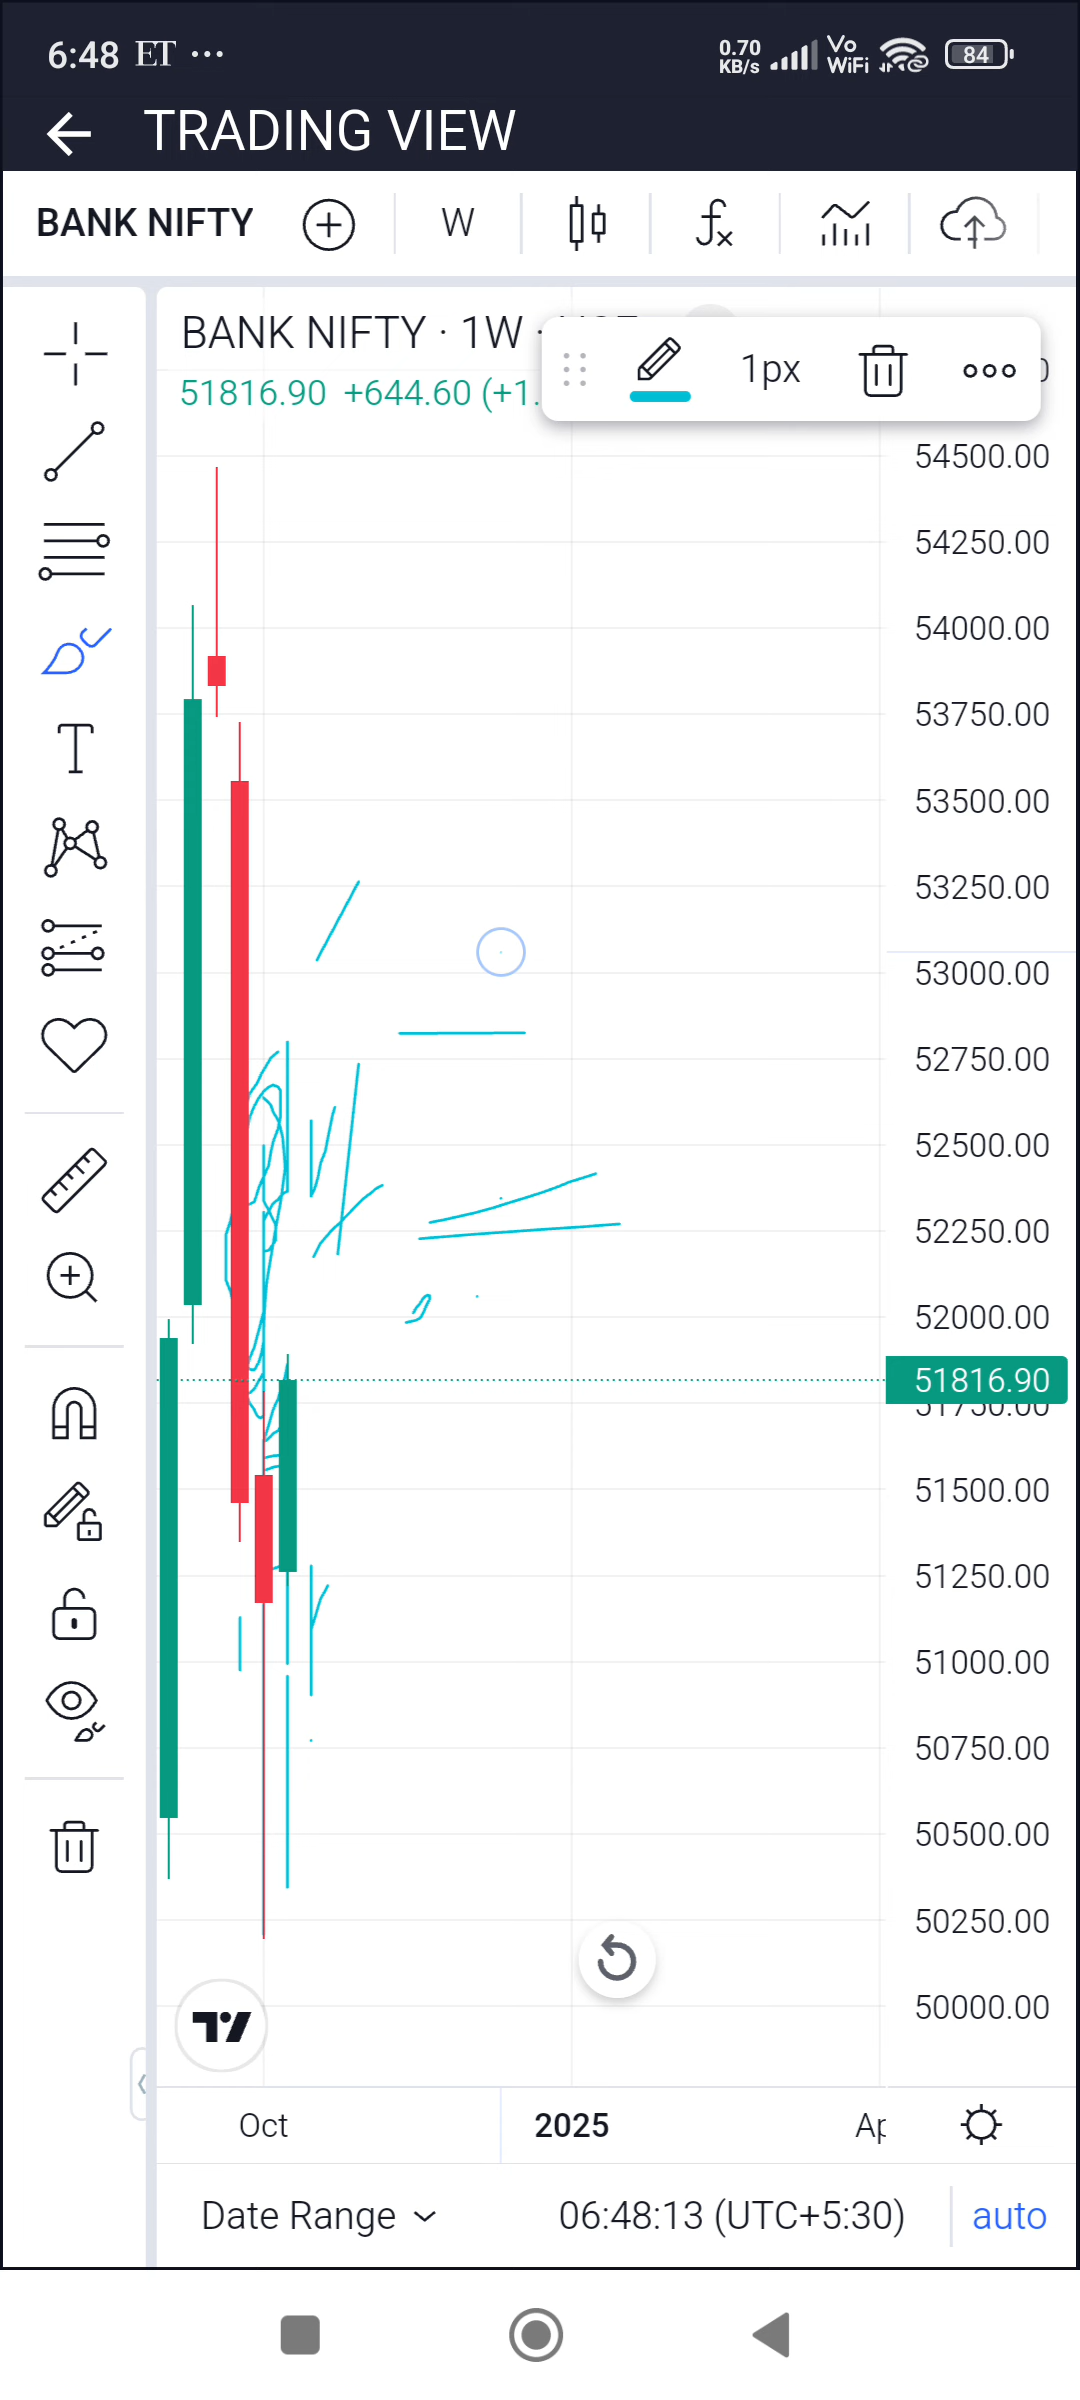 6:48 ET ...
0.70 KB/s Vo WiFi 84
TRADING VIEW
BANK NIFTY W
BANK NIFTY · 1W ·
51816.90 +644.60 (+1.
1px
54500.00
54250.00
54000.00
53750.00
53500.00
53250.00
53000.00
52750.00
52500.00
52250.00
52000.00
51816.90
51750.00
51500.00
51250.00
51000.00
50750.00
50500.00
50250.00
50000.00
Oct 2025 Ap
Date Range 06:48:13 (UTC+5:30) auto